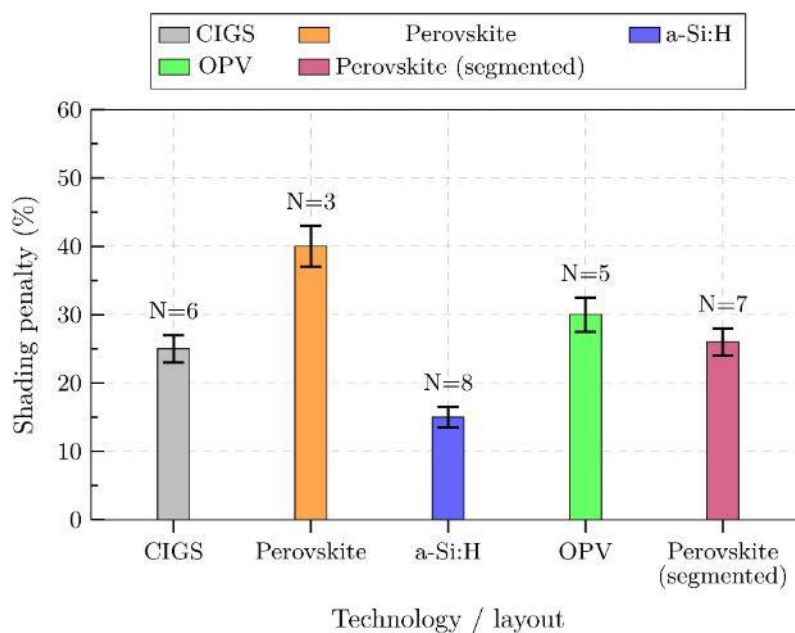 CIGS Perovskite a-Si:H
OPV Perovskite (segmented)
60
50
40
30
20
10
0
Shading penalty (%)
N=6
N=3
N=8
N=5
N=7
CIGS Perovskite a-Si:H OPV Perovskite
(segmented)
Technology / layout